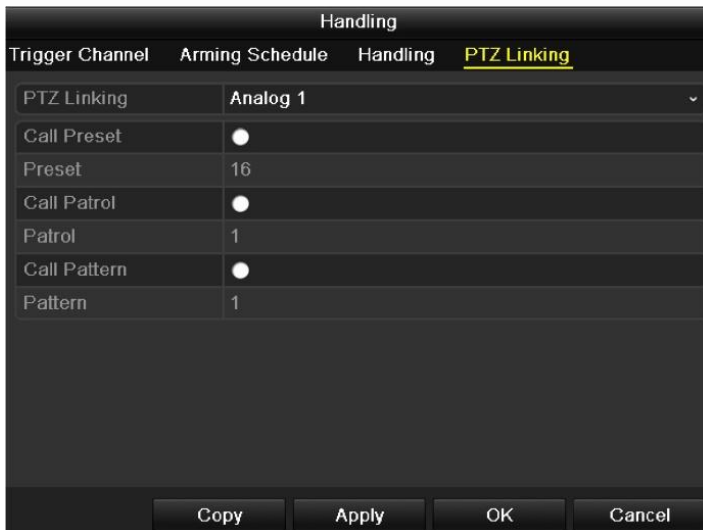 Handling
Trigger Channel Arming Schedule Handling PTZ Linking
PTZ Linking Analog 1
Call Preset
Preset 16
Call Patrol
Patrol 1
Call Pattern
Pattern 1
Copy Apply OK Cancel